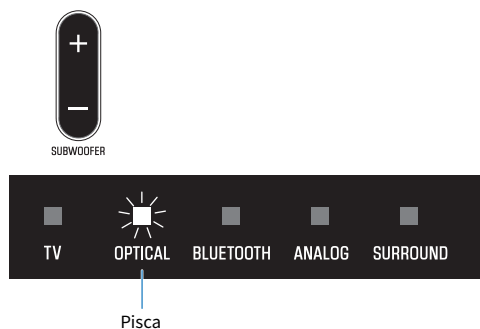 +
–
SUBWOOFER
TV OPTICAL BLUETOOTH ANALOG SURROUND
Pisca